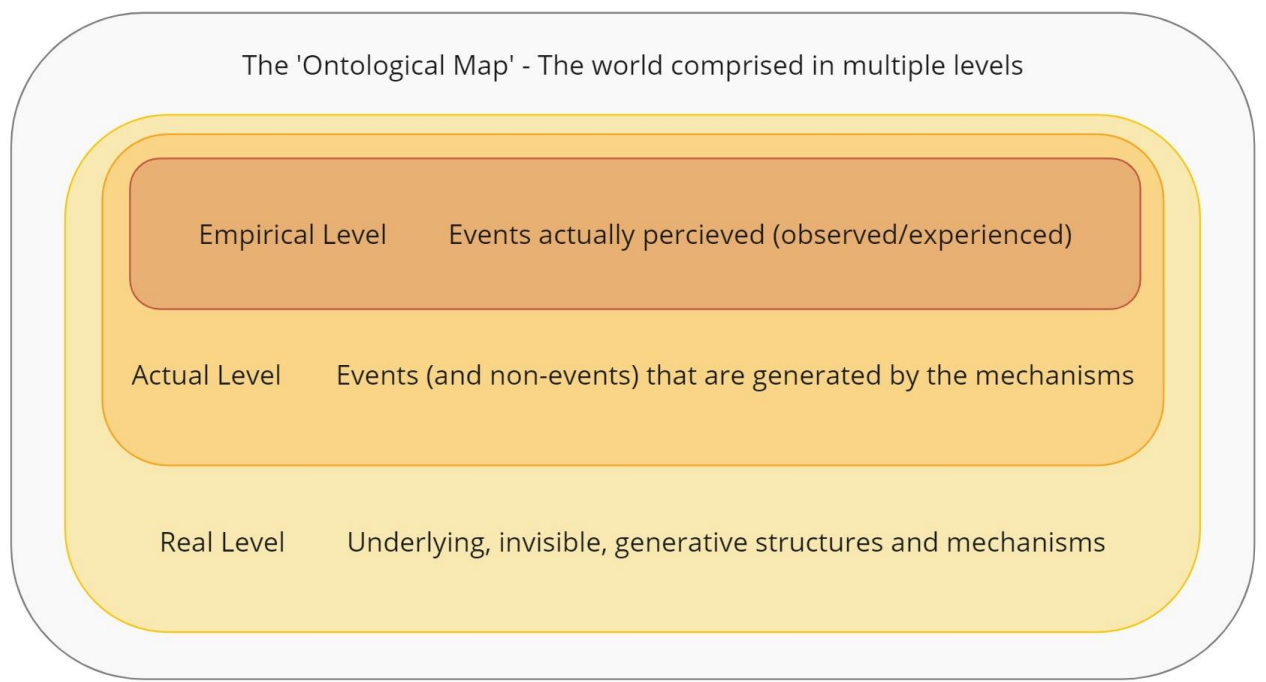 The 'Ontological Map' - The world comprised in multiple levels
Empirical Level Events actually percieved (observed/experienced)
Actual Level Events (and non-events) that are generated by the mechanisms
Real Level Underlying, invisible, generative structures and mechanisms